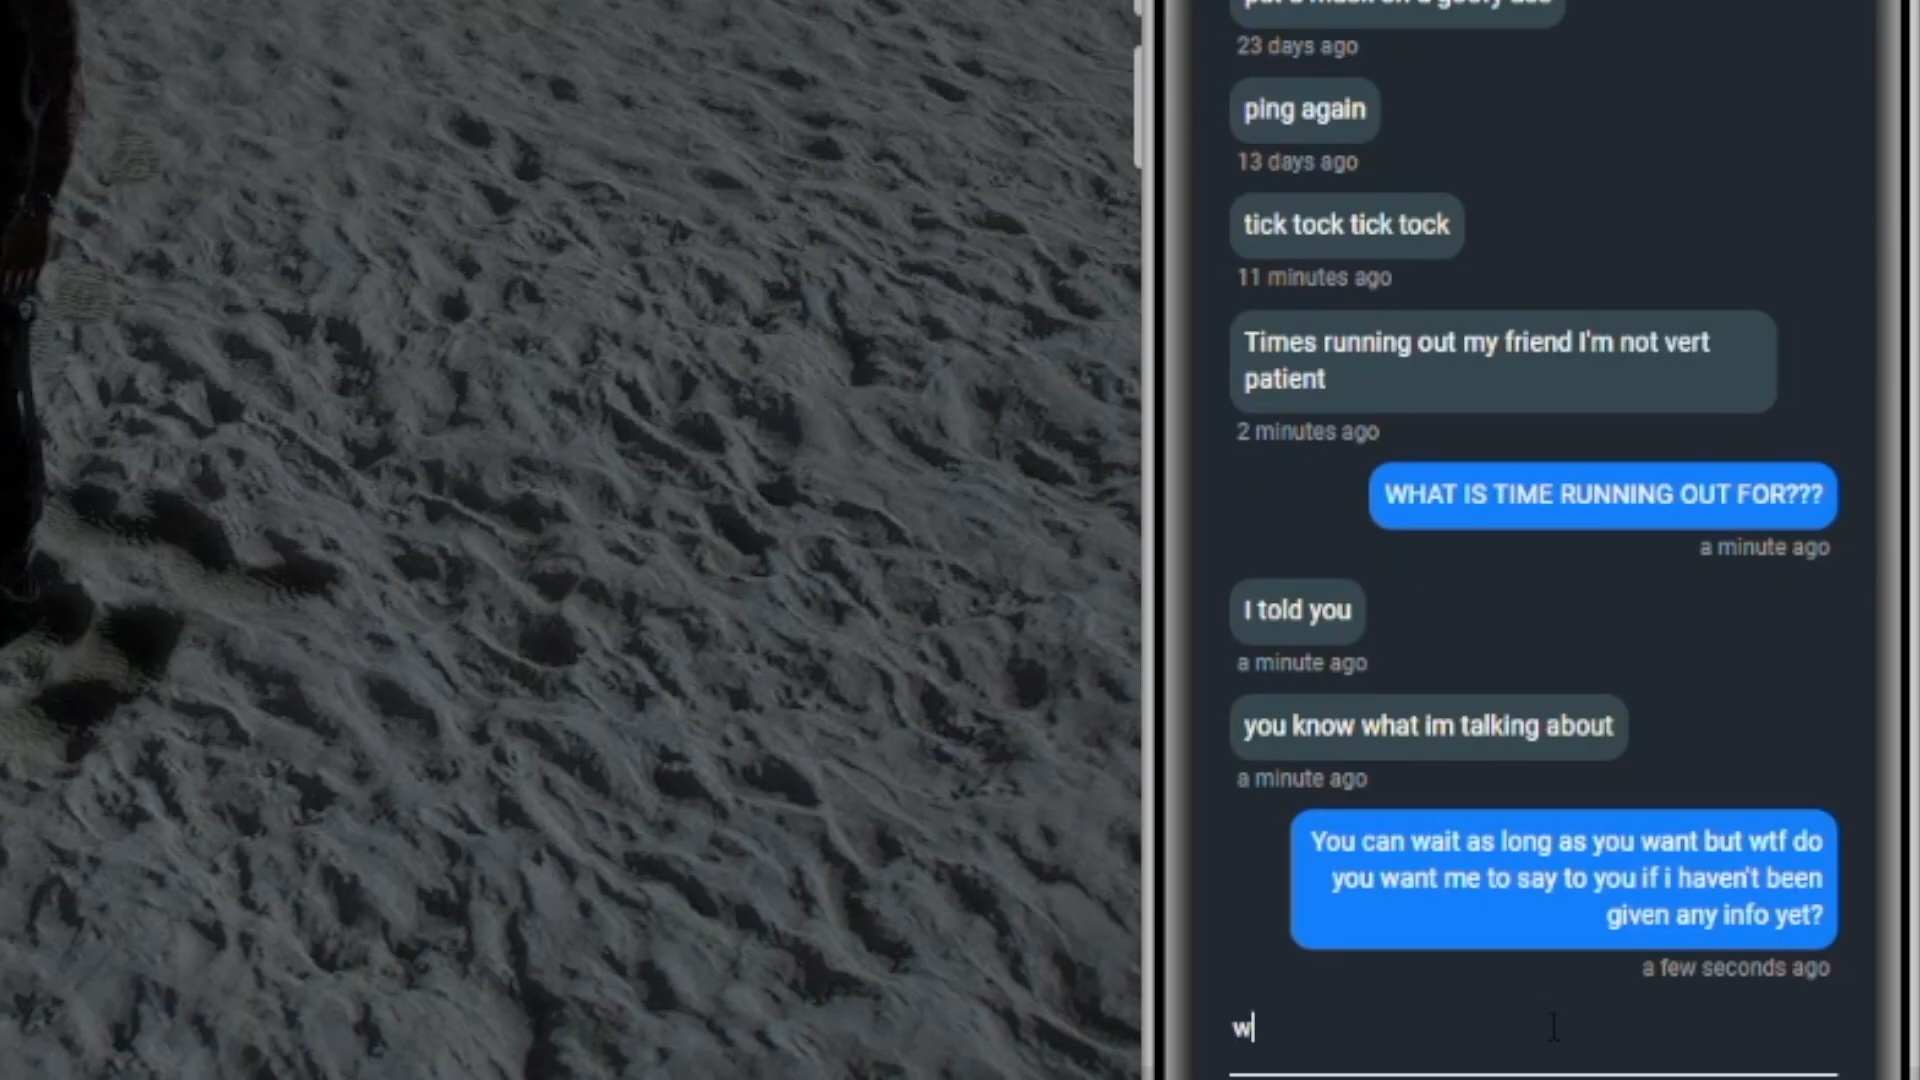 23 days ago
ping again
13 days ago
tick tock tick tock
11 minutes ago
Times running out my friend I'm not vert
patient
2 minutes ago
WHAT IS TIME RUNNING OUT FOR???
a minute ago
I told you
a minute ago
you know what im talking about
a minute ago
You can wait as long as you want but wtf do
you want me to say to you if i haven't been
given any info yet?
a few seconds ago
w